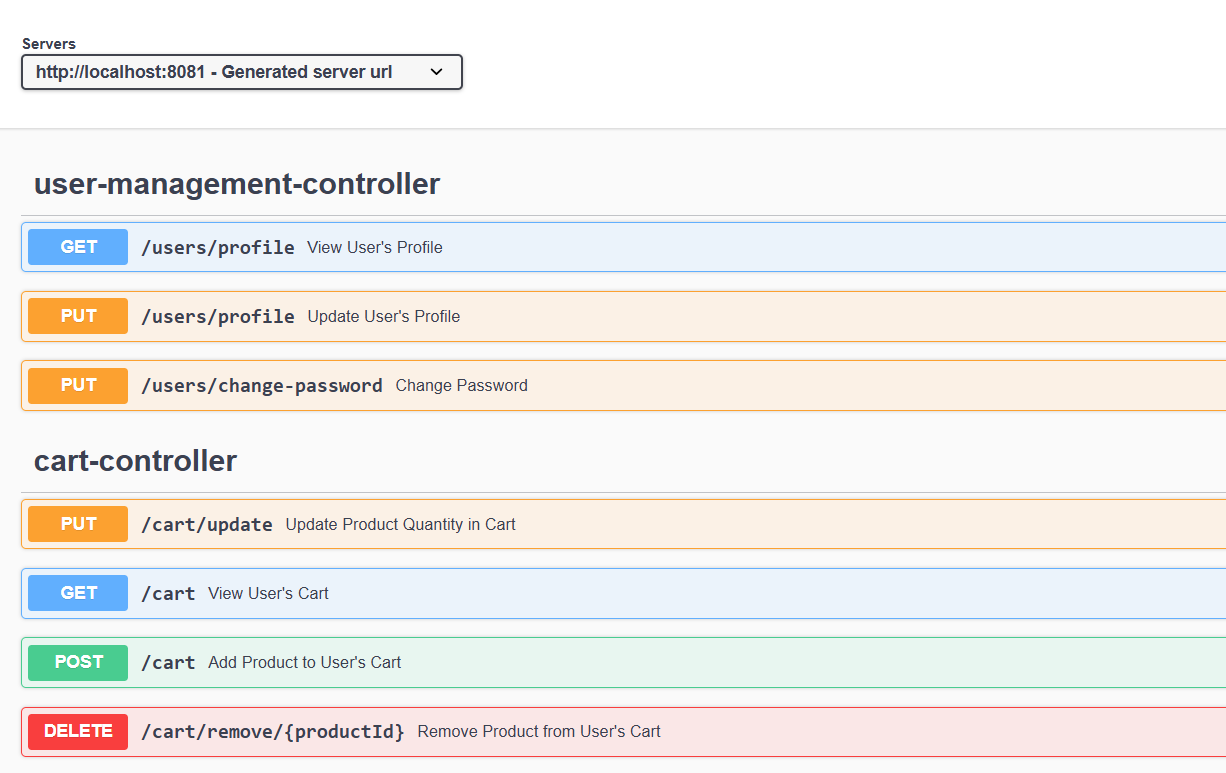 Servers
http://localhost:8081 - Generated server url
user-management-controller
GET /users/profile View User's Profile
PUT /users/profile Update User's Profile
PUT /users/change-password Change Password
cart-controller
PUT /cart/update Update Product Quantity in Cart
GET /cart View User's Cart
POST /cart Add Product to User's Cart
DELETE /cart/remove/{productId} Remove Product from User's Cart